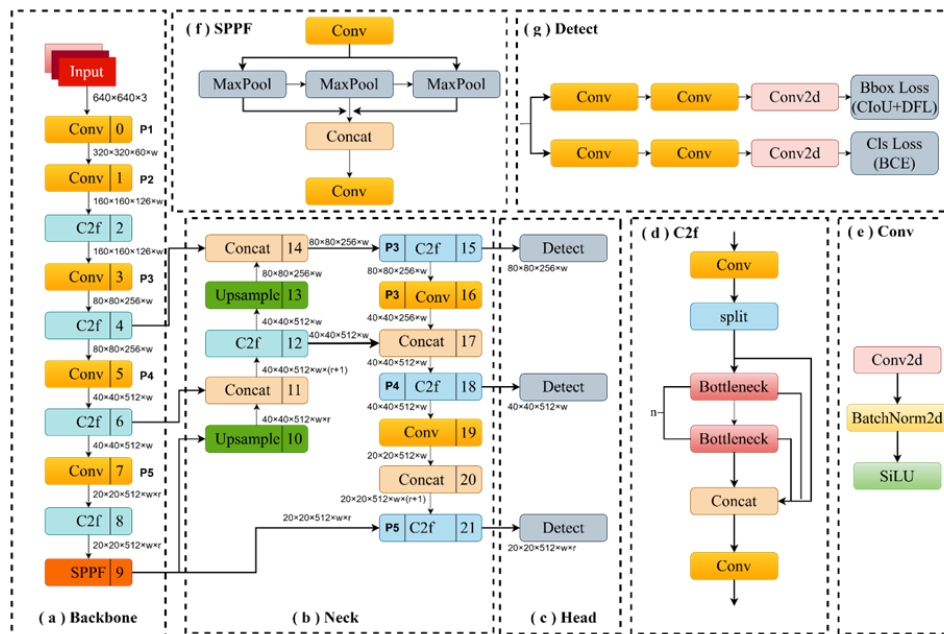 Input
640×640×3
Conv 0 P1
320×320×60×w
Conv 1 P2
160×160×126×w
C2f 2
160×160×126×w
Conv 3 P3
80×80×256×w
C2f 4
80×80×256×w
Conv 5 P4
40×40×512×w
C2f 6
40×40×512×w
Conv 7 P5
20×20×512×w×r
C2f 8
20×20×512×w×r
SPPF 9
( a ) Backbone
( f ) SPPF
Conv
MaxPool
MaxPool
MaxPool
Concat
Conv
( g ) Detect
Conv
Conv
Conv2d
Bbox Loss
(CIoU+DFL)
Conv
Conv
Conv2d
Cls Loss
(BCE)
Concat 14
80×80×256×w
80×80×256×w
Upsample 13
40×40×512×w
C2f 12
40×40×512×w
40×40×512×w×(r+1)
Concat 11
40×40×512×w×r
Upsample 10
P3 C2f 15
80×80×256×w
P3 Conv 16
40×40×256×w
Concat 17
40×40×512×w
P4 C2f 18
40×40×512×w
Conv 19
20×20×512×w
Concat 20
20×20×512×w×(r+1)
P5 C2f 21
20×20×512×w×r
( b ) Neck
Detect
80×80×256×w
Detect
40×40×512×w
Detect
20×20×512×w×r
( c ) Head
( d ) C2f
Conv
split
Bottleneck
n
Bottleneck
Concat
Conv
( e ) Conv
Conv2d
BatchNorm2d
SiLU